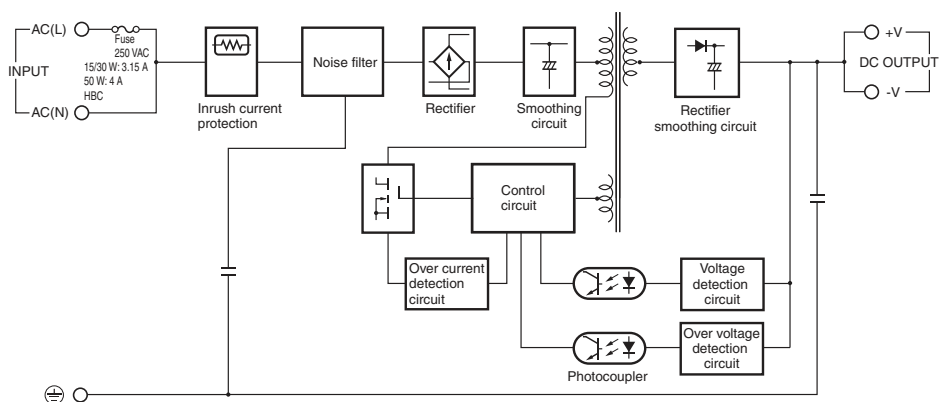 AC(L)
Fuse
250 VAC
15/30 W: 3.15 A
50 W: 4 A
HBC
INPUT
AC(N)
Inrush current
protection
Noise filter
Rectifier
Smoothing
circuit
Rectifier
smoothing circuit
+V
DC OUTPUT
-V
Control
circuit
Over current
detection
circuit
Voltage
detection
circuit
Over voltage
detection
circuit
Photocoupler